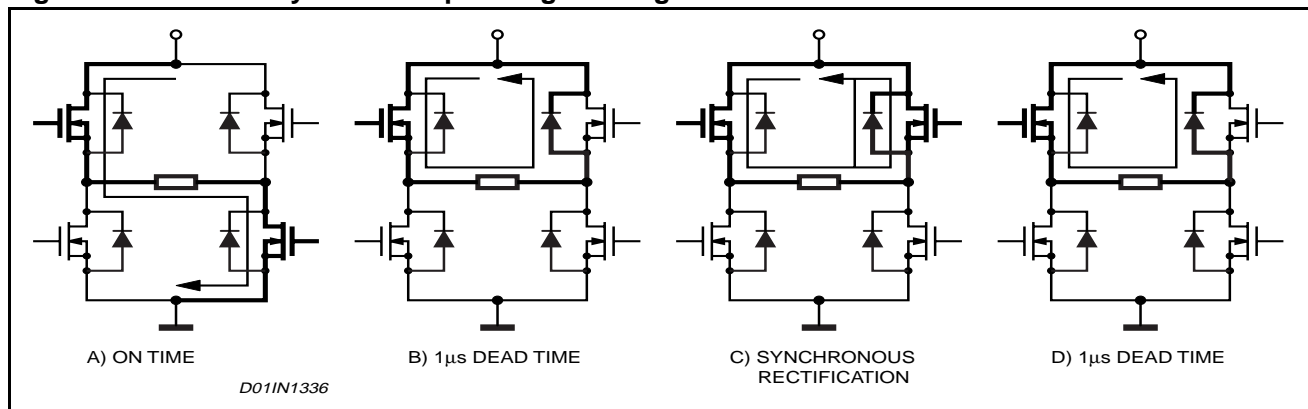 A) ON TIME
B) 1μs DEAD TIME
C) SYNCHRONOUS
RECTIFICATION
D) 1μs DEAD TIME
D01IN1336